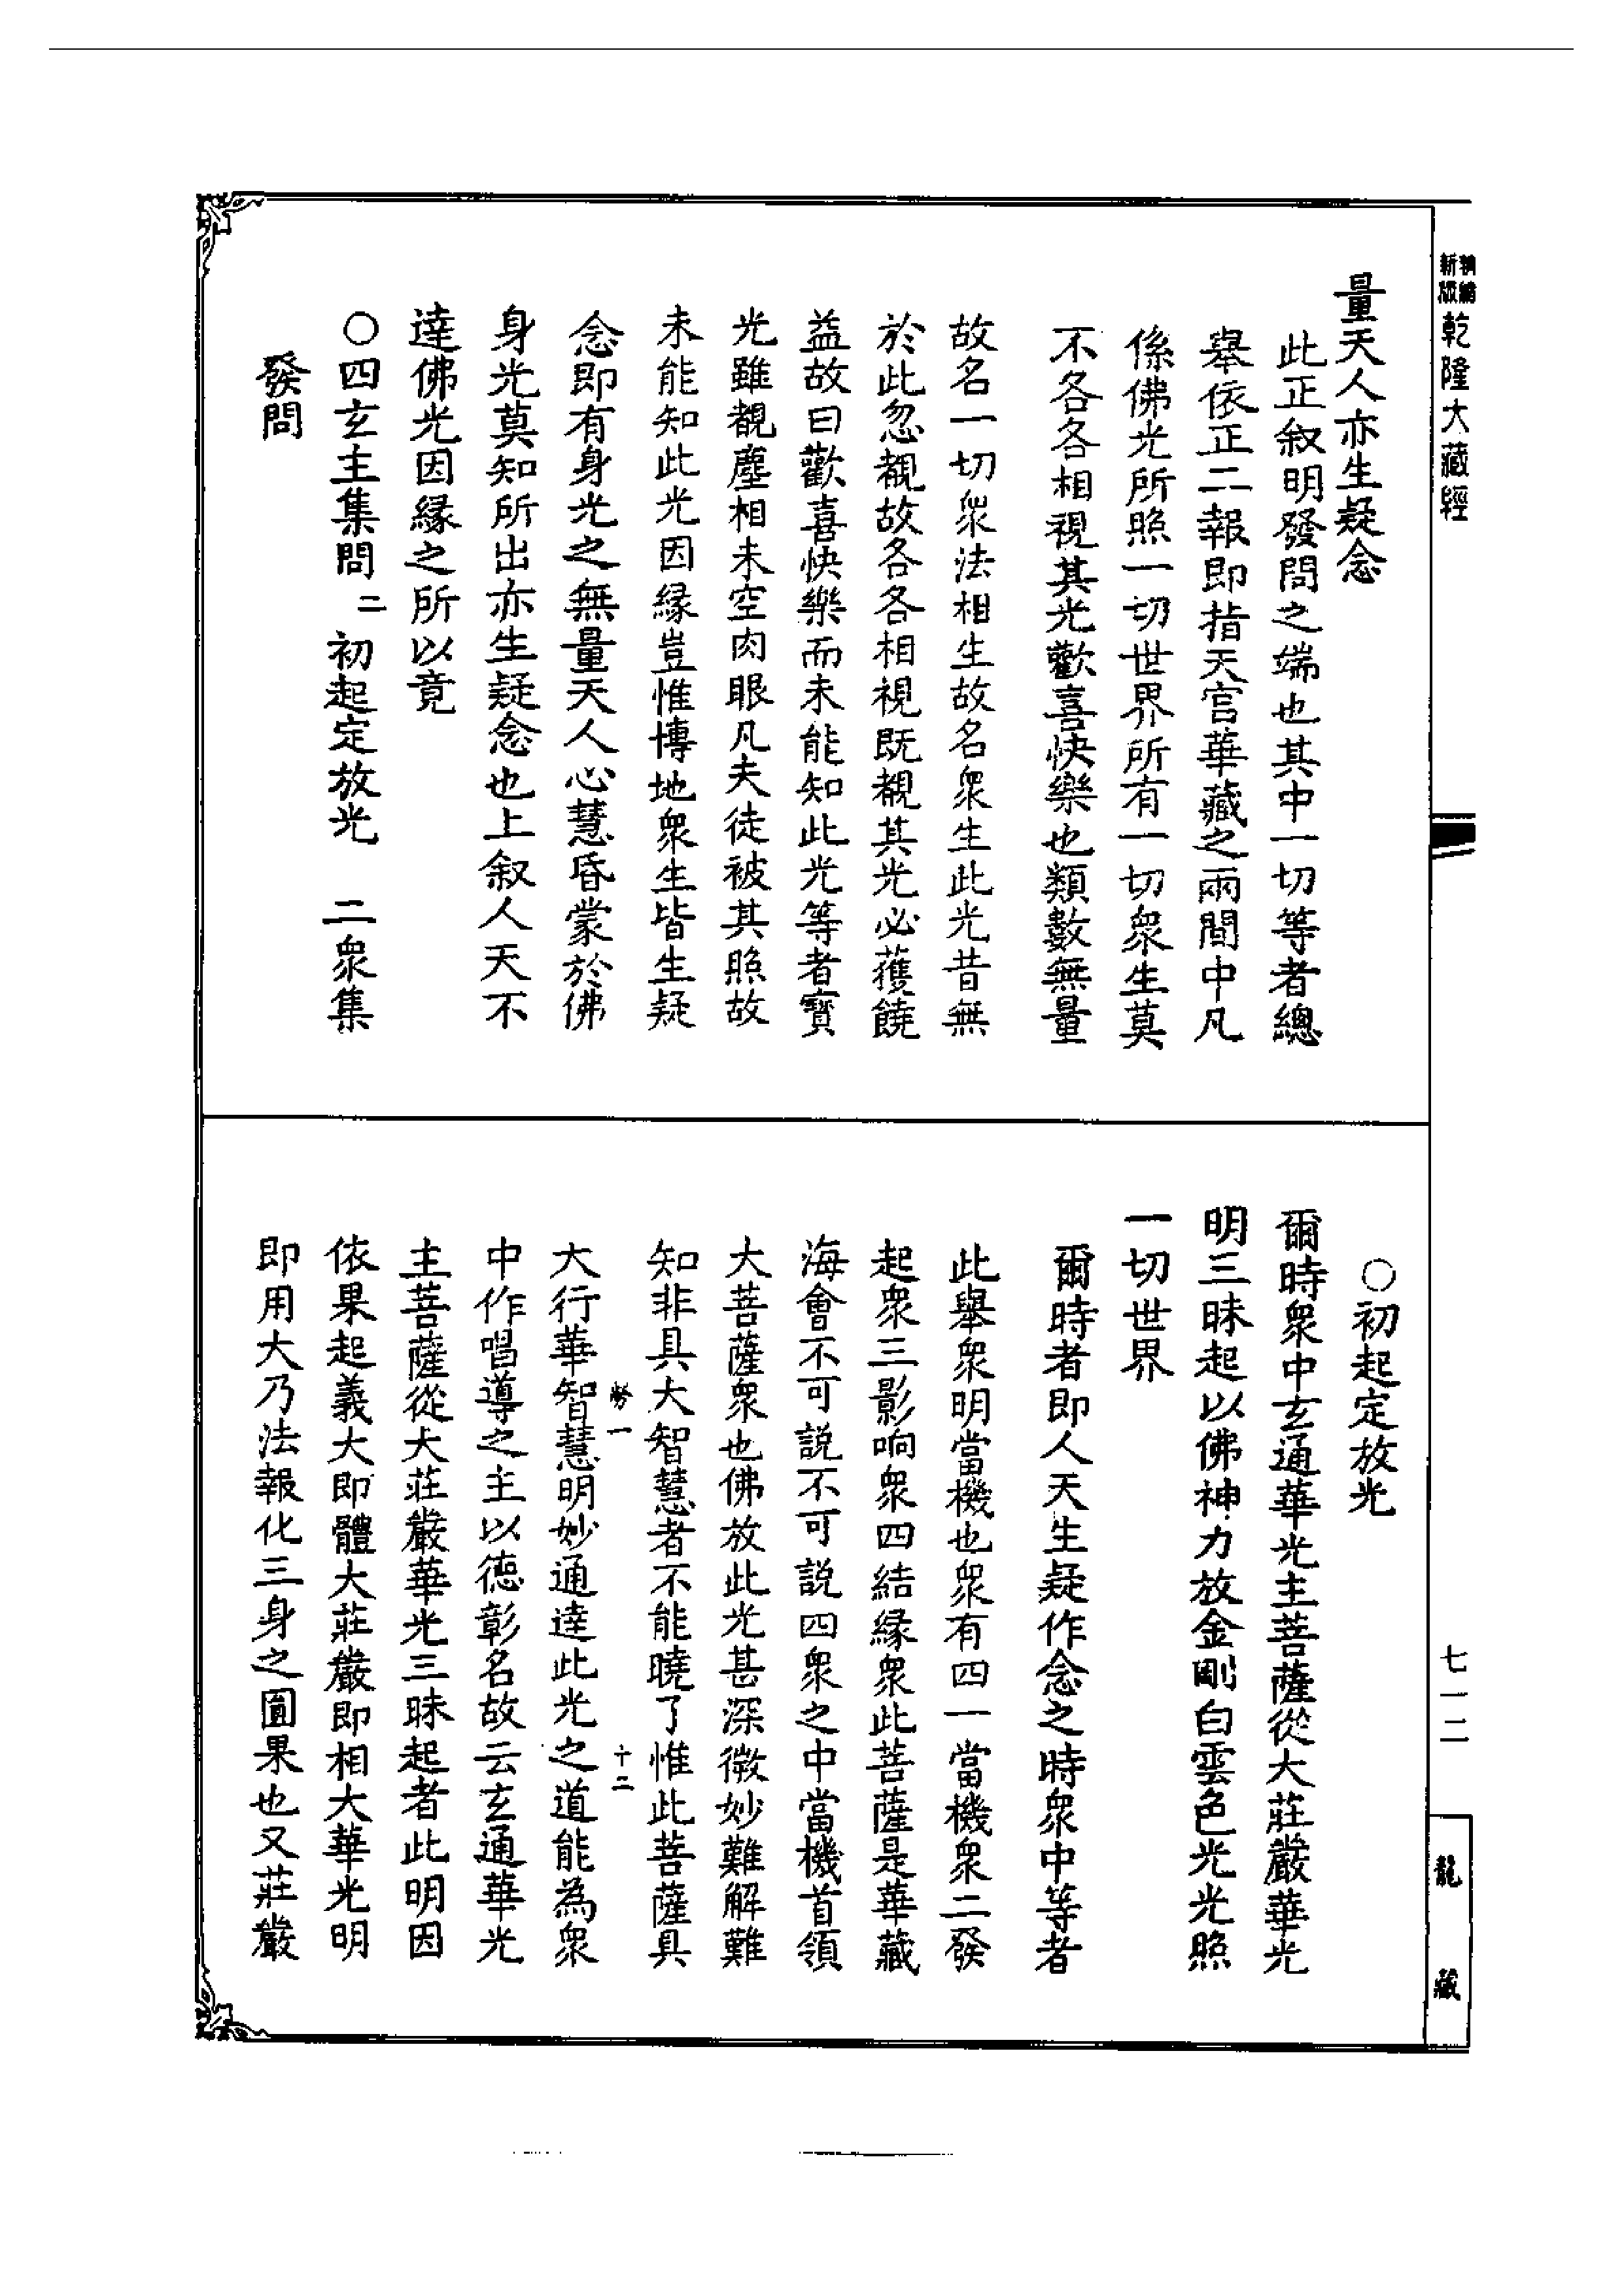 精縮
新版
乾隆大藏經
量天人亦生疑念
此正叙明發問之端也其中一切等者總
舉依正二報即指天宮華藏之兩間中凡
係佛光所照一切世界所有一切衆生莫
不各各相視其光歡喜快樂也類數無量
故名一切衆法相生故名衆生此光昔無
於此忽覩故各各相視既覩其光必獲饒
益故曰歡喜快樂而未能知此光等者寳
光雖覩塵相未空肉眼凡夫徒被其照故
未能知此光因緣豈惟博地衆生皆生疑
念即有身光之無量天人心慧昏蒙於佛
身光莫知所出亦生疑念也上叙人天不
達佛光因緣之所以竟
○四玄主集問二 初起定放光 二衆集
發問
○初起定放光
爾時衆中玄通華光主菩薩從大莊嚴華光
明三昧起以佛神力放金剛白雲色光光照
一切世界
爾時者即人天生疑作念之時衆中等者
此舉衆明當機也衆有四一當機衆二發
起衆三影响衆四結緣衆此菩薩是華藏
海會不可説不可説四衆之中當機首領
大菩薩衆也佛放此光甚深微妙難解難
知非具大智慧者不能曉了惟此菩薩具
大行華智慧明妙通達此光之道能為衆
中作唱導之主以德彰名故云玄通華光
主菩薩從大莊嚴華光三昧起者此明因
依果起義大即體大莊嚴即相大華光明
即用大乃法報化三身之圓果也又莊嚴
一
十二
七一二
龍藏